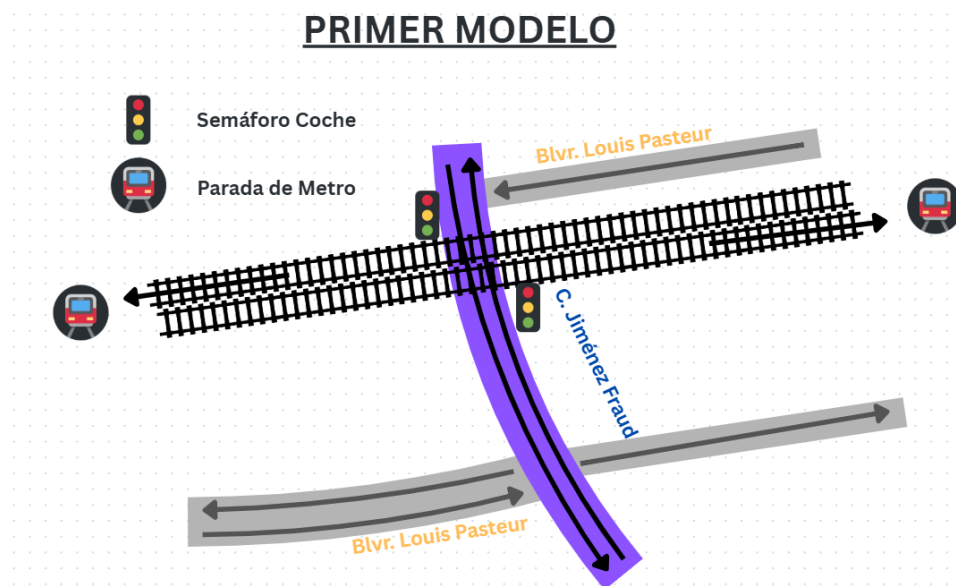 PRIMER MODELO
Semáforo Coche
Parada de Metro
Blvr. Louis Pasteur
C. Jiménez Fraud
Blvr. Louis Pasteur